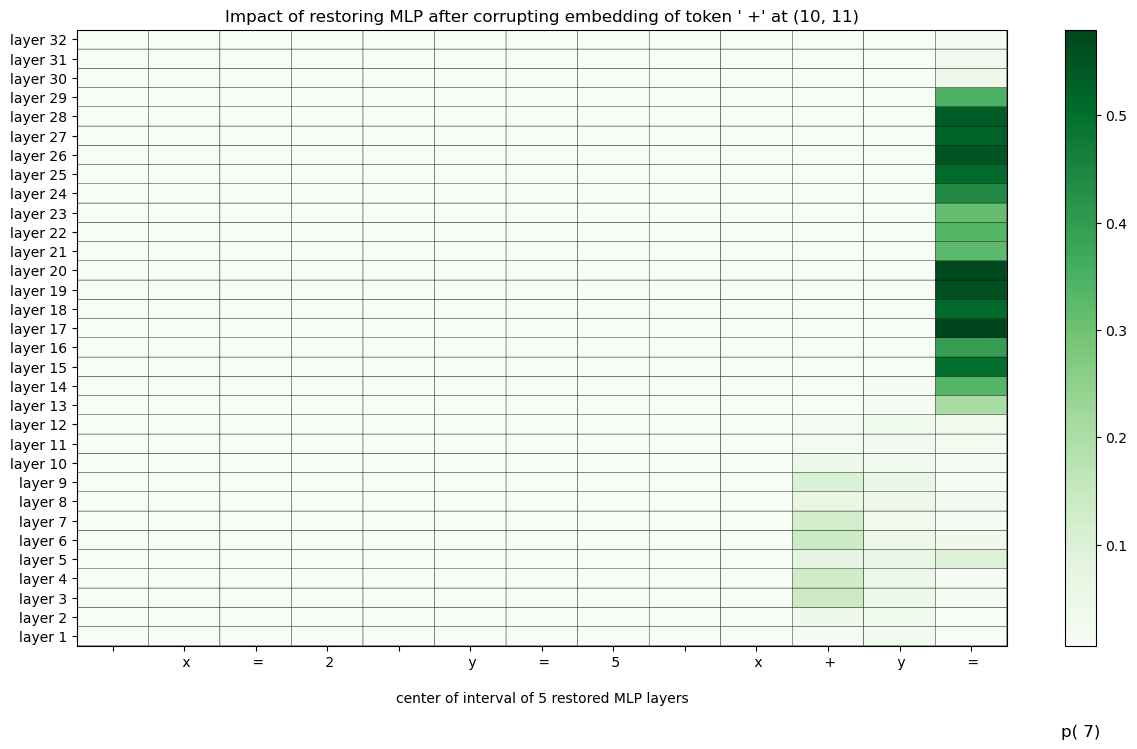 Impact of restoring MLP after corrupting embedding of token ' +' at (10, 11)
layer 32
layer 31
layer 30
layer 29
layer 28
layer 27
layer 26
layer 25
layer 24
layer 23
layer 22
layer 21
layer 20
layer 19
layer 18
layer 17
layer 16
layer 15
layer 14
layer 13
layer 12
layer 11
layer 10
layer 9
layer 8
layer 7
layer 6
layer 5
layer 4
layer 3
layer 2
layer 1
x = 2 y = 5 x + y =
center of interval of 5 restored MLP layers
0.5
0.4
0.3
0.2
0.1
p( 7)